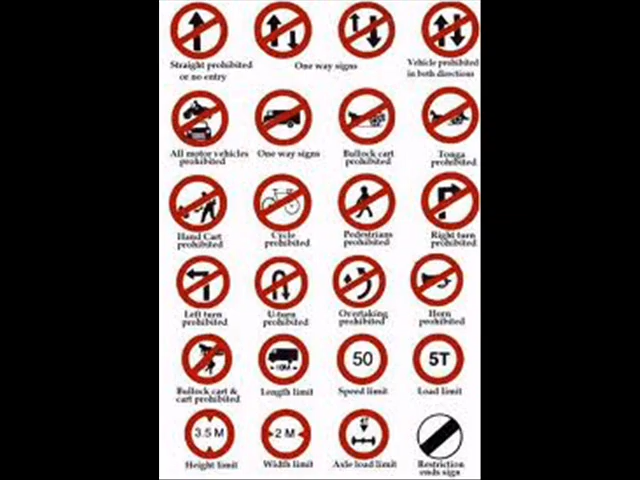 Straight prohibited
or no entry
One way signs
Vehicle prohibited
in both directions
All motor vehicles
prohibited
One way signs
Bullock cart
prohibited
Tonga
prohibited
Hand Cart
prohibited
Cycle
prohibited
Pedestrians
prohibited
Right turn
prohibited
Left turn
prohibited
U-turn
prohibited
Overtaking
prohibited
Horn
prohibited
Bullock cart &
cart prohibited
10M
Length limit
50
Speed limit
5T
Load limit
3.5 M
Height limit
2 M
Width limit
Axle load limit
Restriction
ends sign